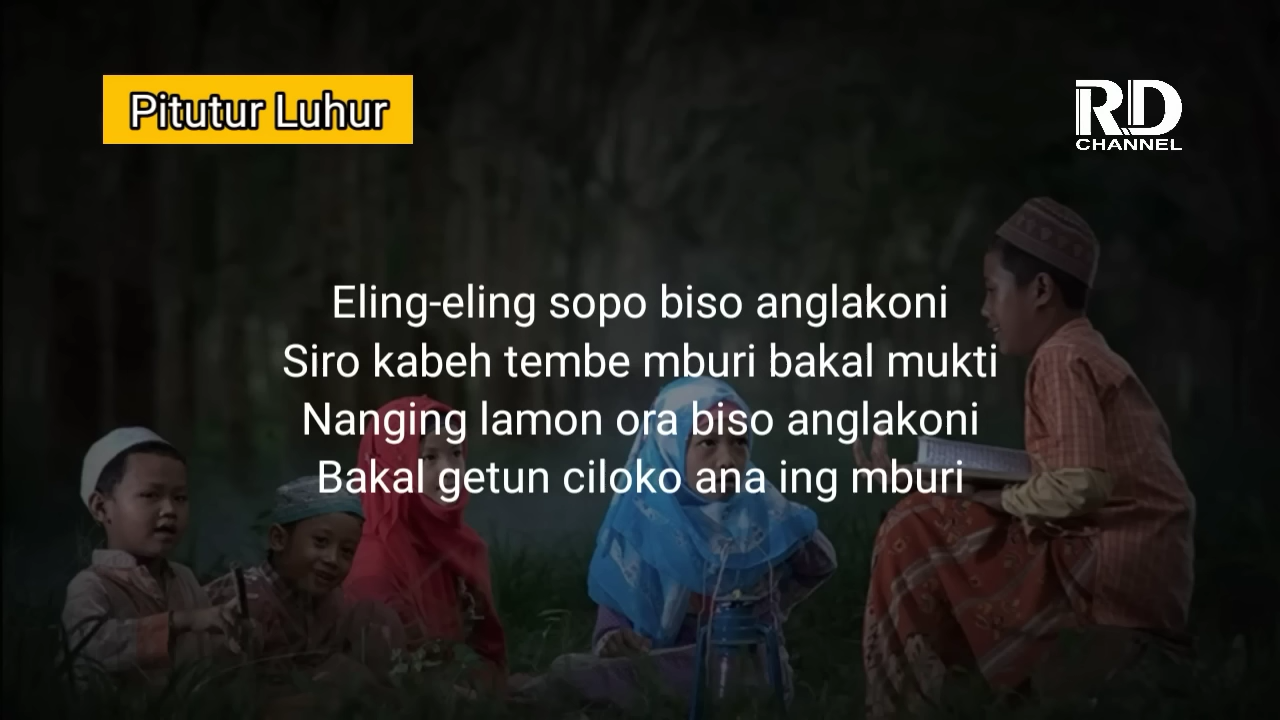 Pitutur Luhur
RD
CHANNEL
Eling-eling sopo biso anglakoni
Siro kabeh tembe mburi bakal mukti
Nanging lamon ora biso anglakoni
Bakal getun ciloko ana ing mburi